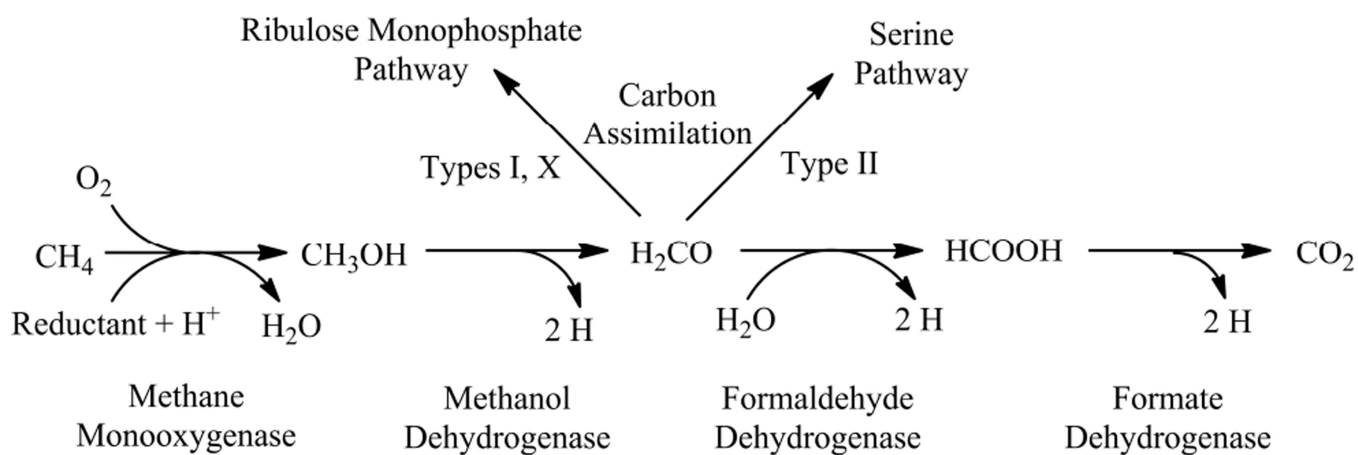 Ribulose Monophosphate
Pathway
Serine
Pathway
Carbon
Assimilation
Types I, X
Type II
O₂
CH₄
CH₃OH
H₂CO
HCOOH
CO₂
Reductant + H⁺
H₂O
2 H
H₂O
2 H
2 H
Methane
Monooxygenase
Methanol
Dehydrogenase
Formaldehyde
Dehydrogenase
Formate
Dehydrogenase